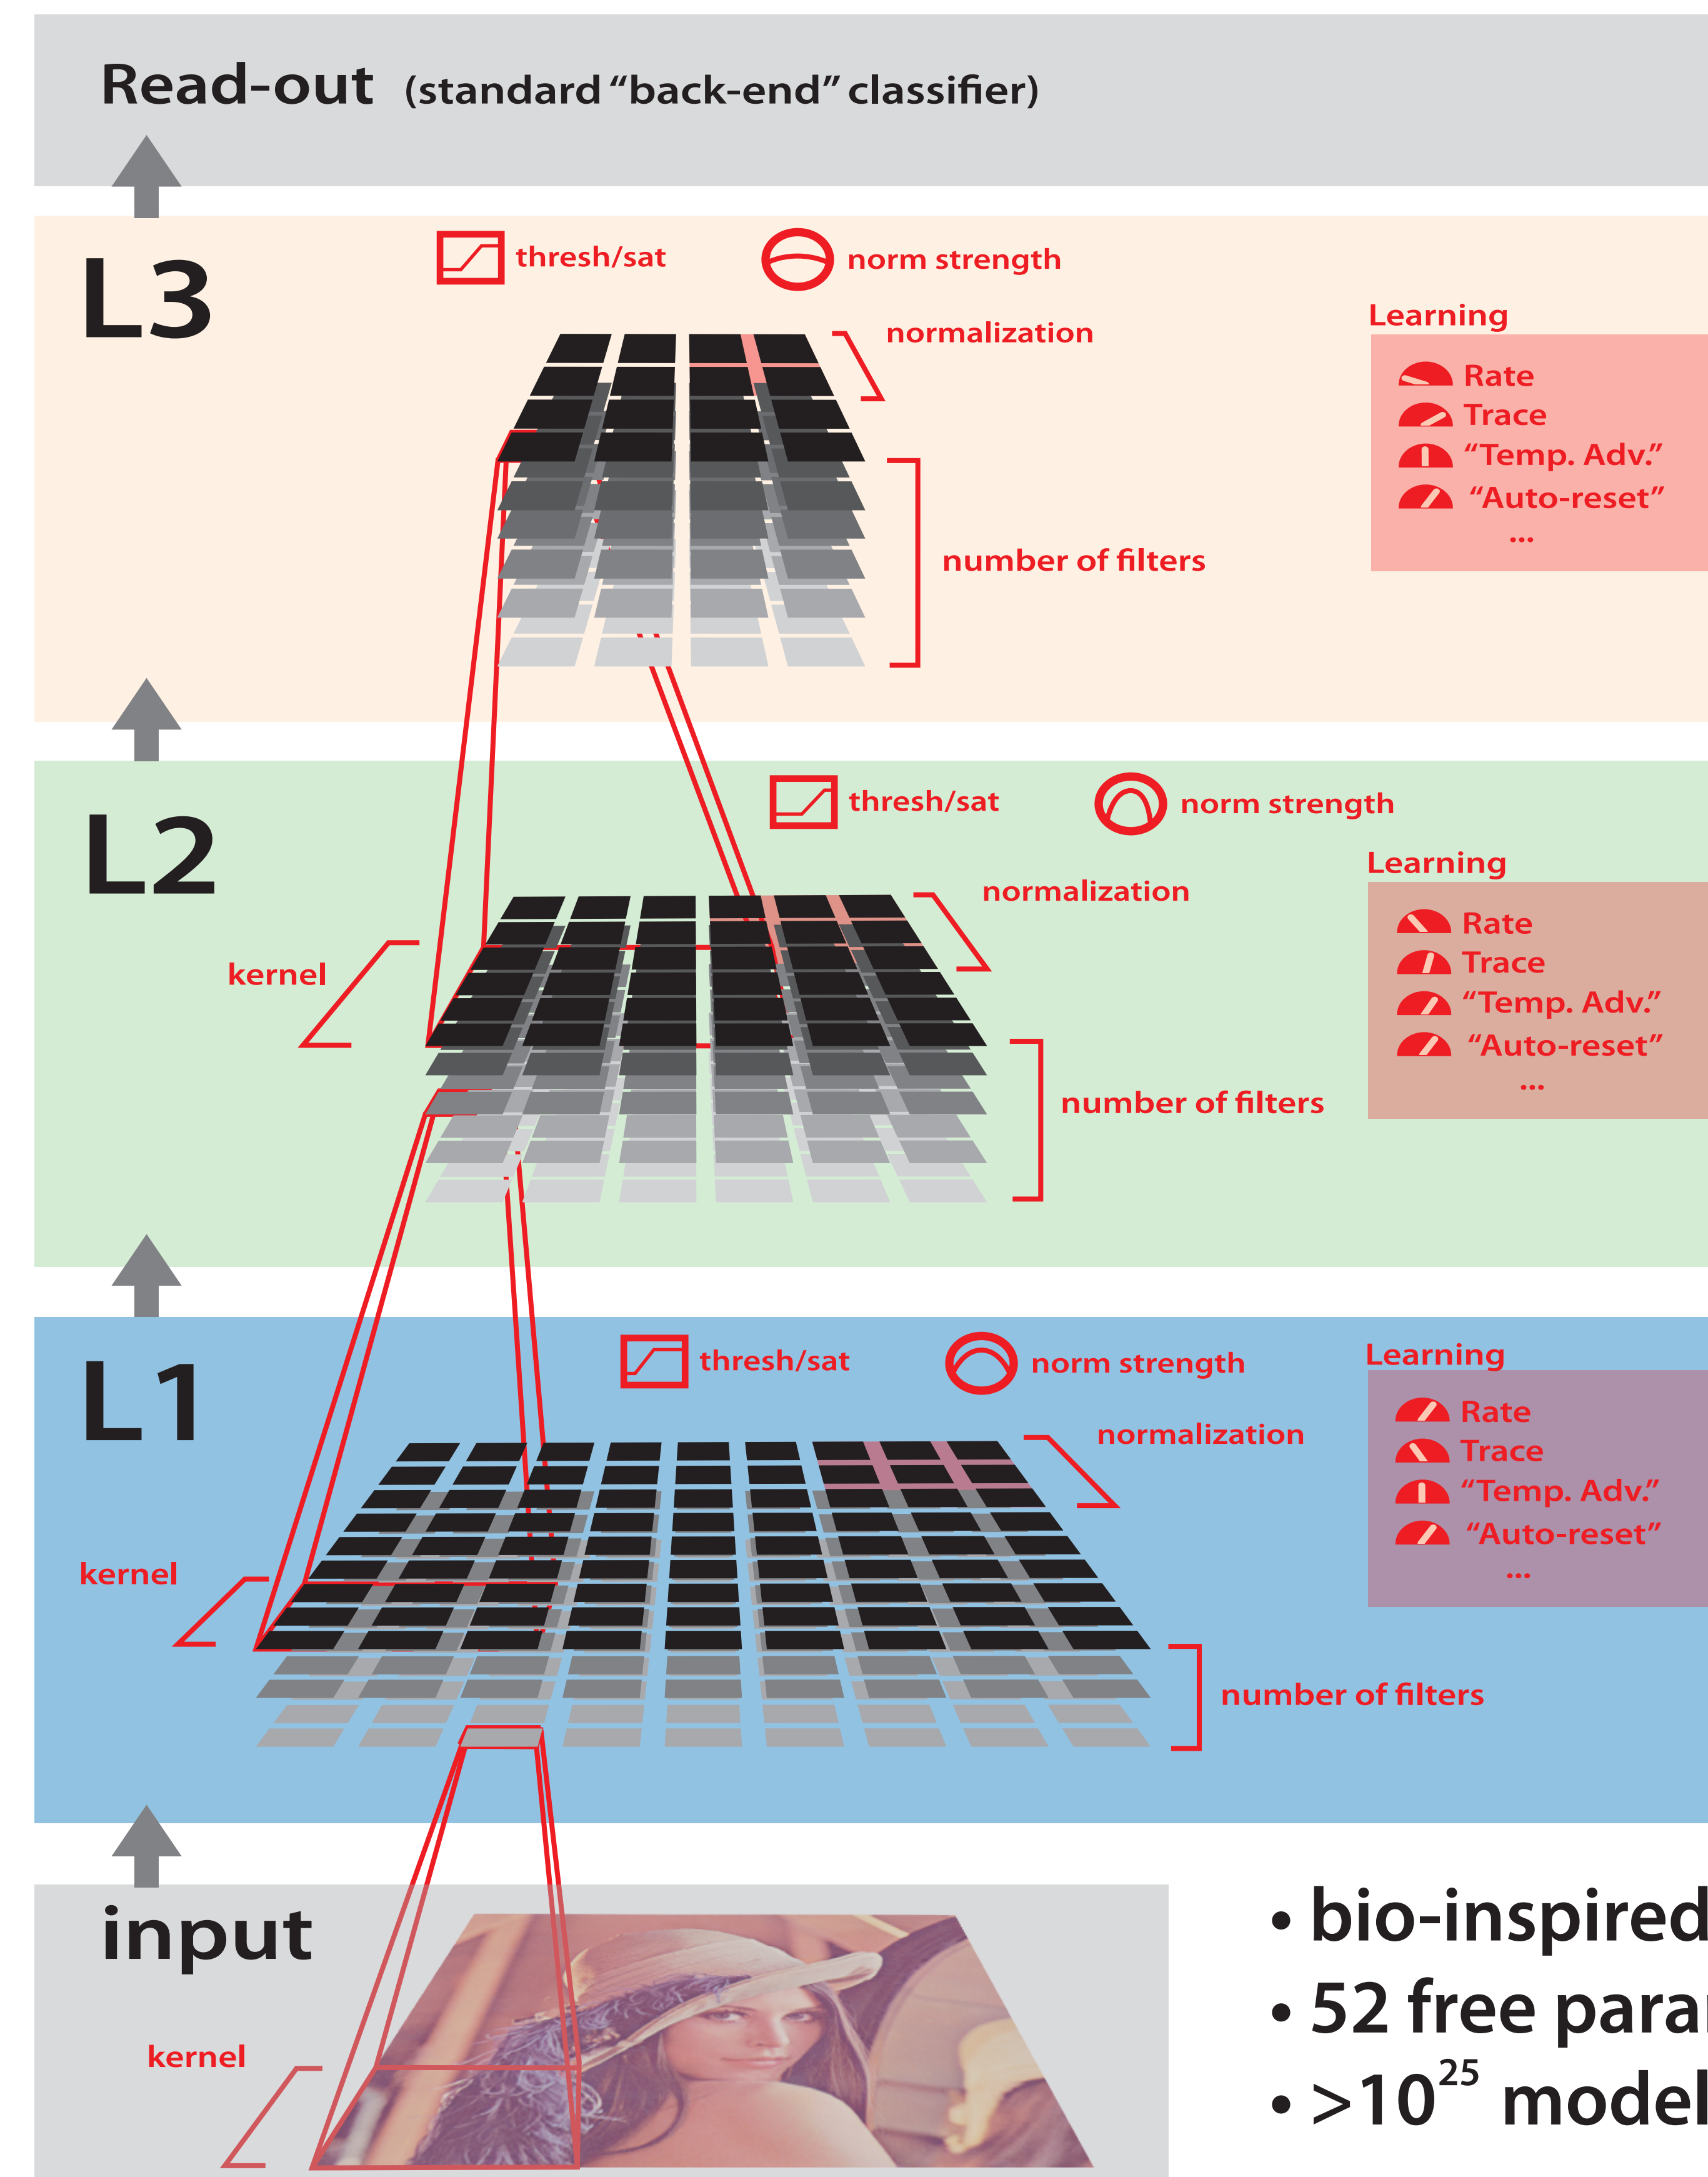 Read-out (standard “back-end” classifier)
L3
thresh/sat
norm strength
normalization
Learning
Rate
Trace
“Temp. Adv.”
“Auto-reset”
...
number of filters
L2
thresh/sat
norm strength
normalization
Learning
Rate
Trace
“Temp. Adv.”
“Auto-reset”
...
kernel
number of filters
L1
thresh/sat
norm strength
normalization
Learning
Rate
Trace
“Temp. Adv.”
“Auto-reset”
...
kernel
number of filters
input
kernel
• bio-inspired
• 52 free
• >10²⁵ model